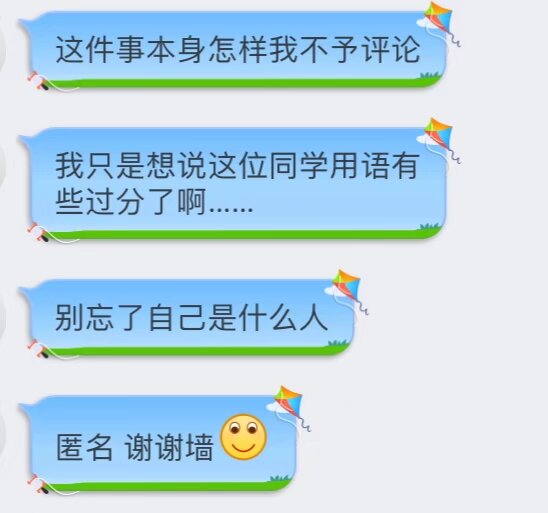 这件事本身怎样我不予评论
我只是想说这位同学用语有
些过分了啊……
别忘了自己是什么人
匿名 谢谢墙